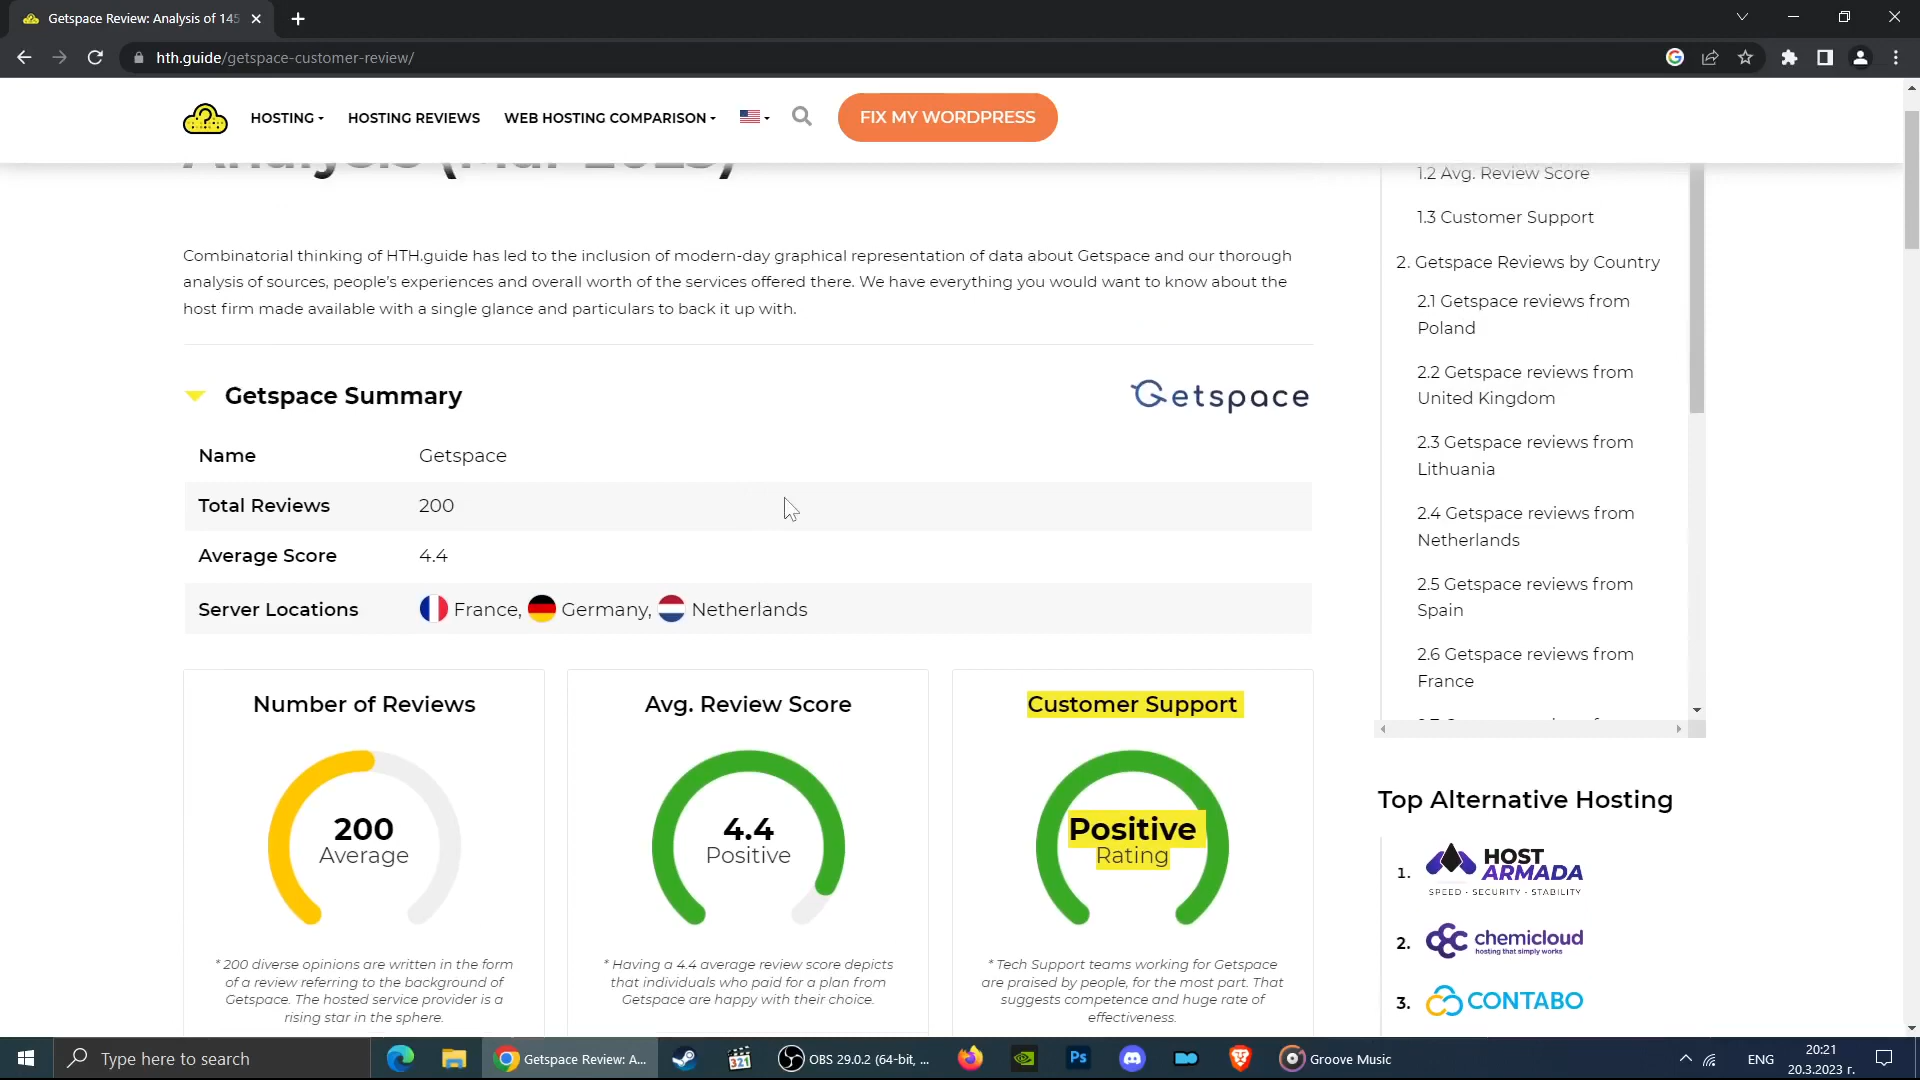 Getspace Review: Analysis of 145
hth.guide/getspace-customer-review/
HOSTING
HOSTING REVIEWS
WEB HOSTING COMPARISON
FIX MY WORDPRESS
Analysis (Mar 2023)
Combinatorial thinking of HTH.guide has led to the inclusion of modern-day graphical representation of data about Getspace and our thorough
analysis of sources, people's experiences and overall worth of the services offered there. We have everything you would want to know about the
host firm made available with a single glance and particulars to back it up with.
Getspace Summary
Getspace
Name Getspace
Total Reviews 200
Average Score 4.4
Server Locations France, Germany, Netherlands
Number of Reviews
200
Average
* 200 diverse opinions are written in the form
of a review referring to the background of
Getspace. The hosted service provider is a
rising star in the sphere.
Avg. Review Score
4.4
Positive
* Having a 4.4 average review score depicts
that individuals who paid for a plan from
Getspace are happy with their choice.
Customer Support
Positive
Rating
* Tech Support teams working for Getspace
are praised by people, for the most part. That
suggests competence and huge rate of
effectiveness.
1.2 Avg. Review Score
1.3 Customer Support
2. Getspace Reviews by Country
2.1 Getspace reviews from
Poland
2.2 Getspace reviews from
United Kingdom
2.3 Getspace reviews from
Lithuania
2.4 Getspace reviews from
Netherlands
2.5 Getspace reviews from
Spain
2.6 Getspace reviews from
France
Top Alternative Hosting
1. HOST
ARMADA
SPEED · SECURITY · STABILITY
2. chemicloud
hosting that simply works
3. CONTABO
Type here to search
Getspace Review: A...
321
OBS 29.0.2 (64-bit, ...
Ps
Groove Music
ENG
20:21
20.3.2023 г.